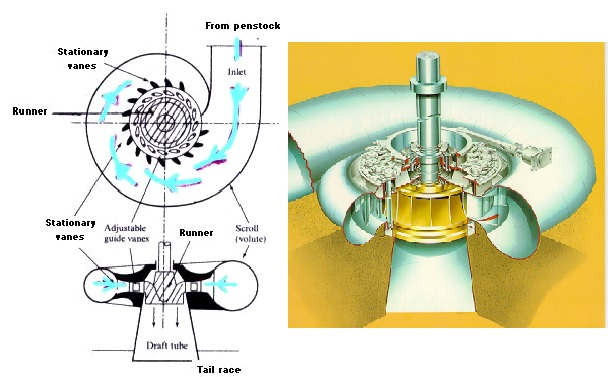 From penstock
Stationary
vanes
Inlet
Runner
Stationary
vanes
Adjustable
guide vanes
Runner
Scroll
(volute)
Draft tube
Tail race